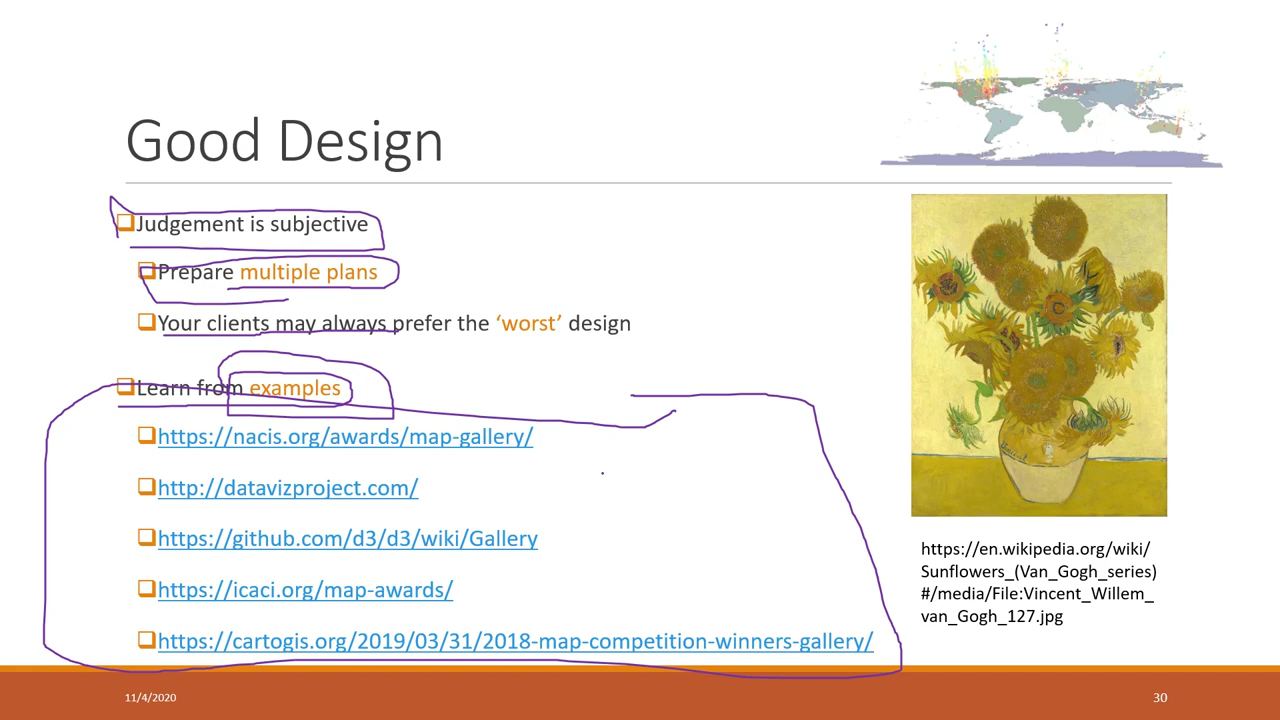 Good Design
Judgement is subjective
Prepare multiple plans
Your clients may always prefer the ‘worst’ design
Learn from examples
https://nacis.org/awards/map-gallery/
http://datavizproject.com/
https://github.com/d3/d3/wiki/Gallery
https://icaci.org/map-awards/
https://cartogis.org/2019/03/31/2018-map-competition-winners-gallery/
https://en.wikipedia.org/wiki/
Sunflowers_(Van_Gogh_series)
#/media/File:Vincent_Willem_
van_Gogh_127.jpg
11/4/2020
30